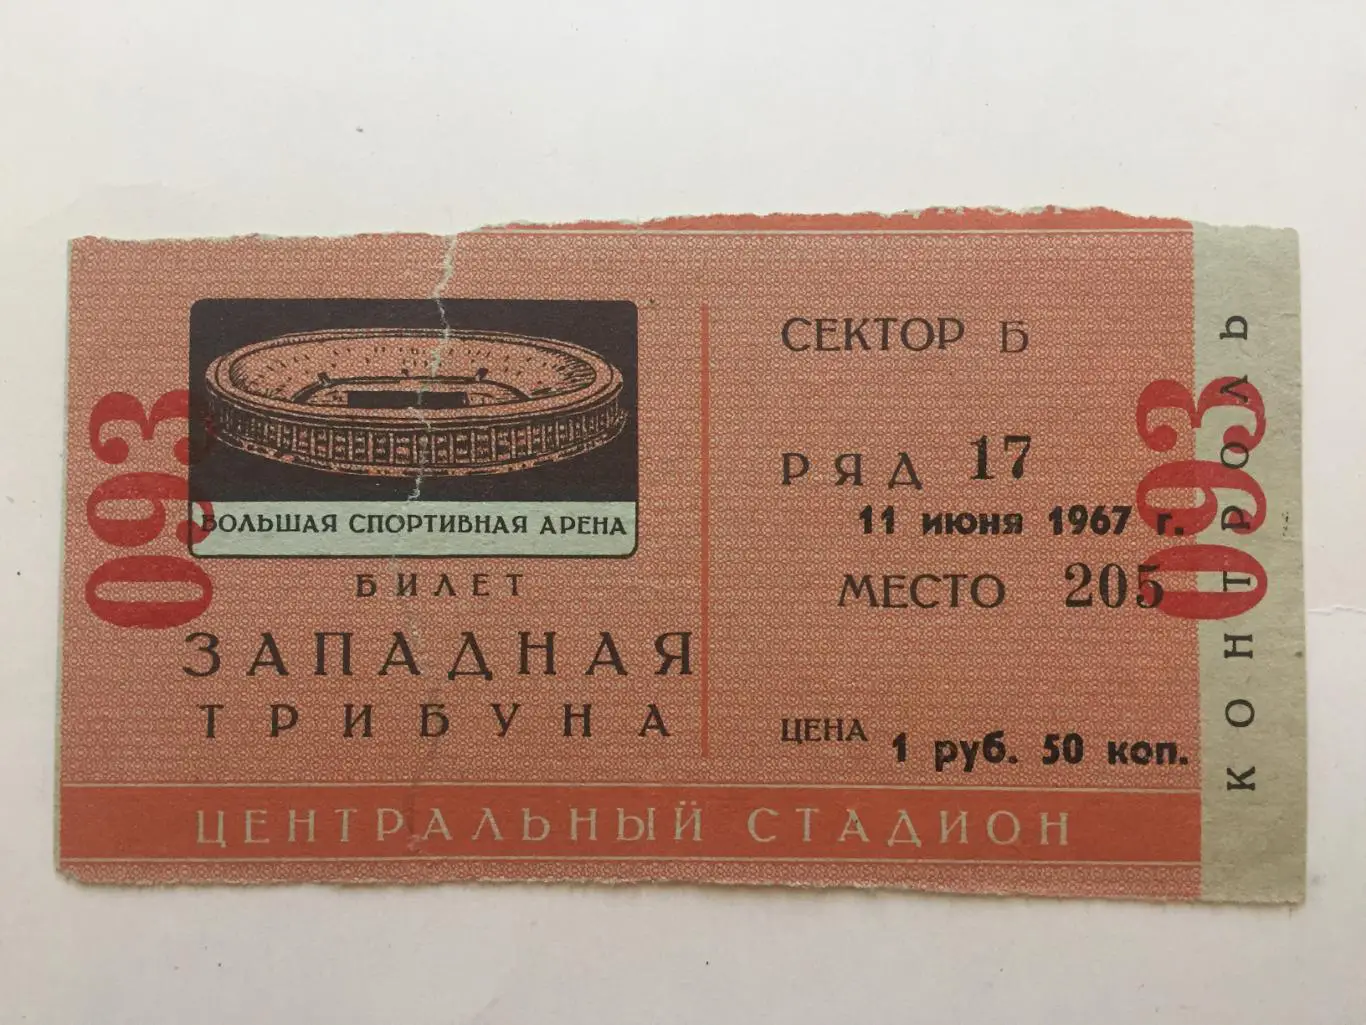 093
БОЛЬШАЯ СПОРТИВНАЯ АРЕНА
БИЛЕТ
ЗАПАДНАЯ
ТРИБУНА
СЕКТОР Б
РЯД 17
11 июня 1967 г.
МЕСТО 205
ЦЕНА 1 руб. 50 коп.
093
КОНТРОЛЬ
ЦЕНТРАЛЬНЫЙ СТАДИОН